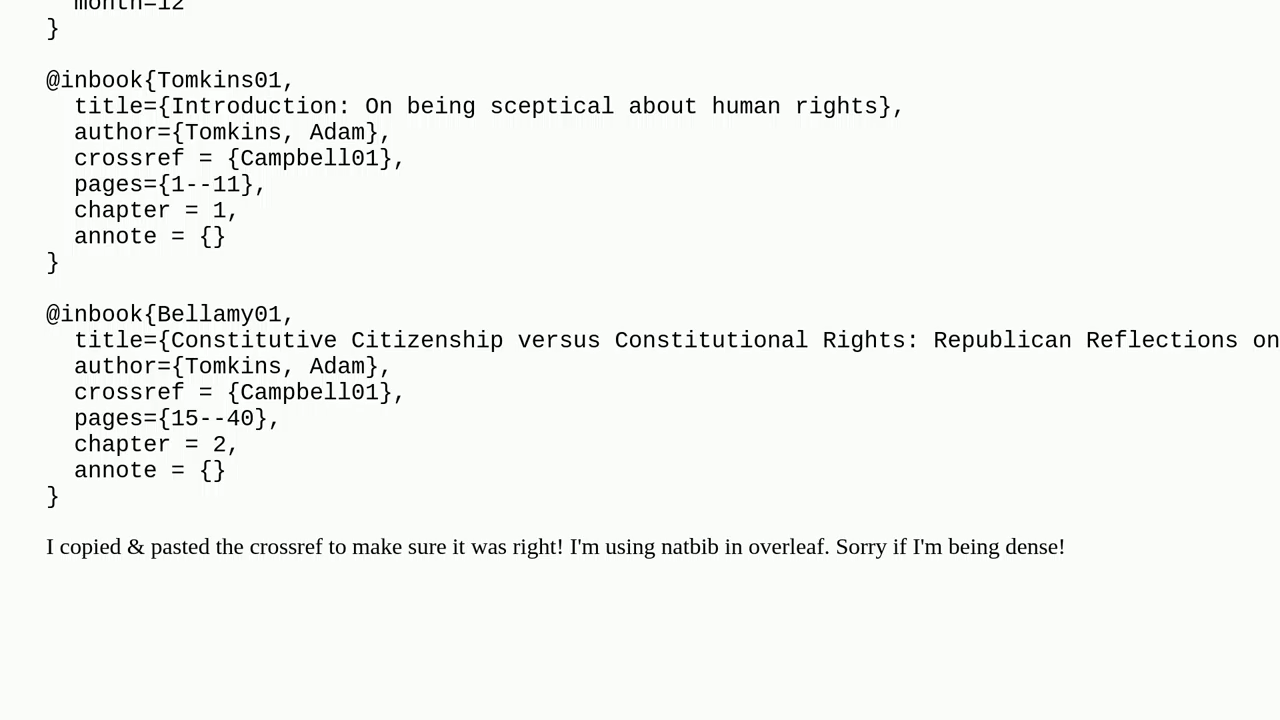 month=12
}
@inbook{Tomkins01,
title={Introduction: On being sceptical about human rights},
author={Tomkins, Adam},
crossref = {Campbell01},
pages={1--11},
chapter = 1,
annote = {}
}
@inbook{Bellamy01,
title={Constitutive Citizenship versus Constitutional Rights: Republican Reflections on
author={Tomkins, Adam},
crossref = {Campbell01},
pages={15--40},
chapter = 2,
annote = {}
}
I copied & pasted the crossref to make sure it was right! I'm using natbib in overleaf. Sorry if I'm being dense!